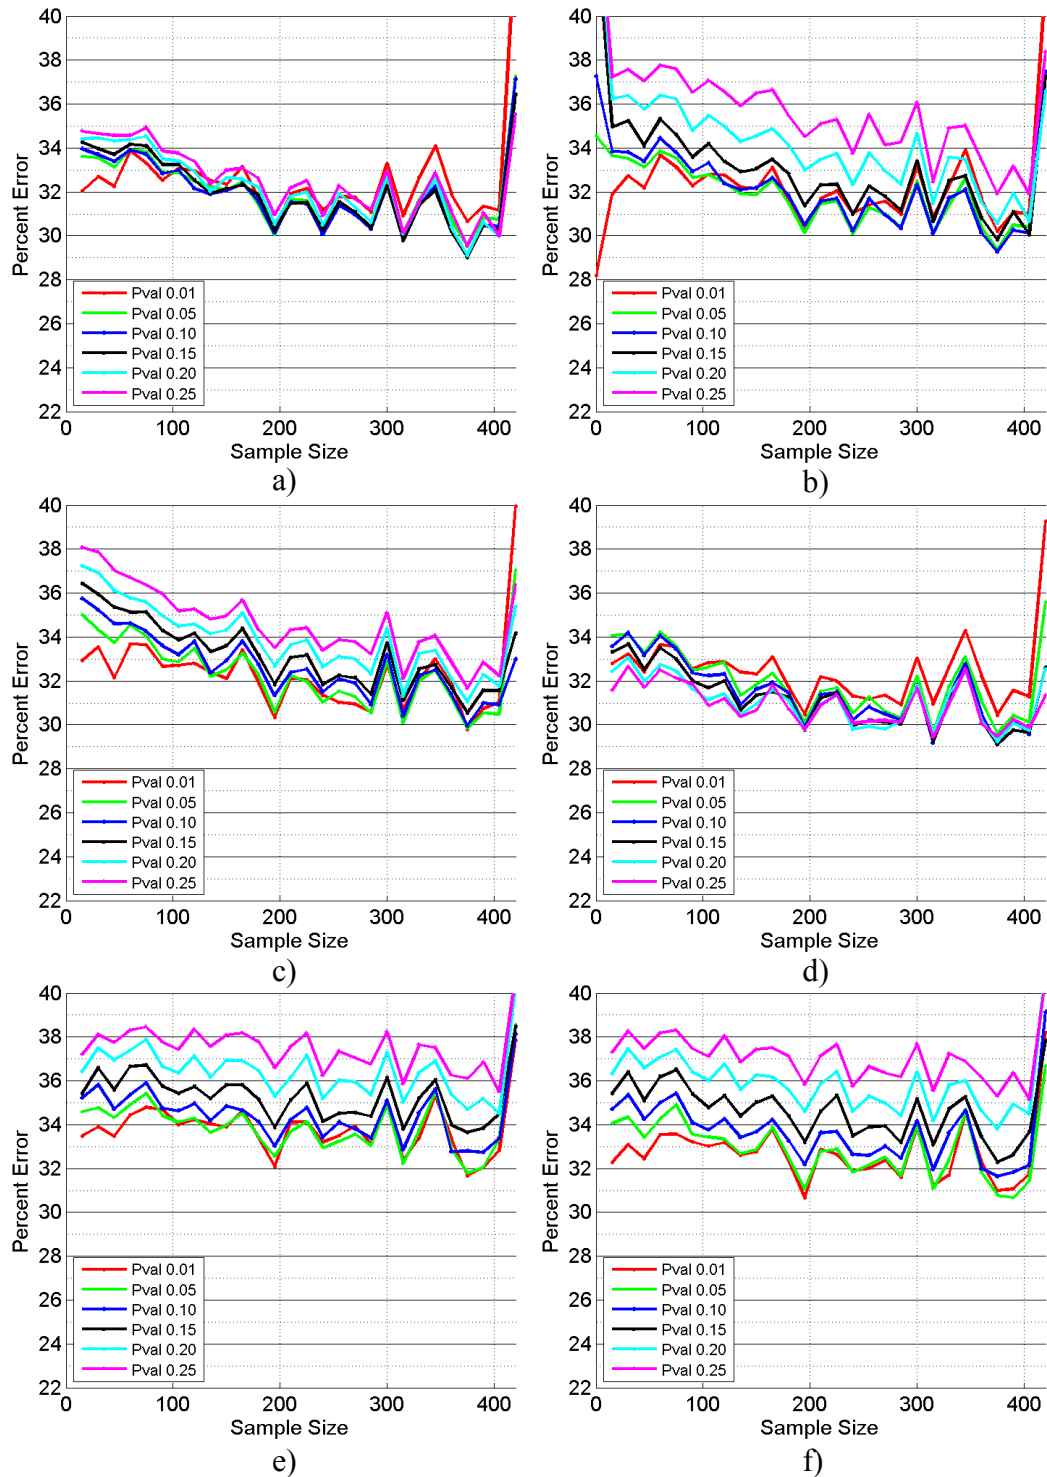 40
38
36
34
32
30
28
26
24
22
Percent Error
Pval 0.01
Pval 0.05
Pval 0.10
Pval 0.15
Pval 0.20
Pval 0.25
0 100 200 300 400
Sample Size
a)
40
38
36
34
32
30
28
26
24
22
Percent Error
Pval 0.01
Pval 0.05
Pval 0.10
Pval 0.15
Pval 0.20
Pval 0.25
0 100 200 300 400
Sample Size
b)
40
38
36
34
32
30
28
26
24
22
Percent Error
Pval 0.01
Pval 0.05
Pval 0.10
Pval 0.15
Pval 0.20
Pval 0.25
0 100 200 300 400
Sample Size
c)
40
38
36
34
32
30
28
26
24
22
Percent Error
Pval 0.01
Pval 0.05
Pval 0.10
Pval 0.15
Pval 0.20
Pval 0.25
0 100 200 300 400
Sample Size
d)
40
38
36
34
32
30
28
26
24
22
Percent Error
Pval 0.01
Pval 0.05
Pval 0.10
Pval 0.15
Pval 0.20
Pval 0.25
0 100 200 300 400
Sample Size
e)
40
38
36
34
32
30
28
26
24
22
Percent Error
Pval 0.01
Pval 0.05
Pval 0.10
Pval 0.15
Pval 0.20
Pval 0.25
0 100 200 300 400
Sample Size
f)